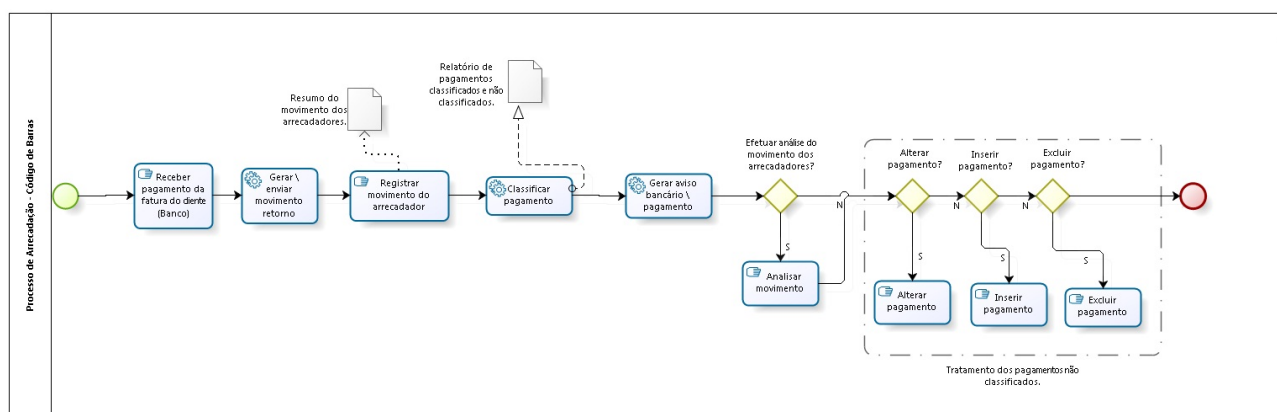 Processo de Arrecadação - Código de Barras
Receber
pagamento da
fatura do cliente
(Banco)
Gerar \
enviar
movimento
retorno
Resumo do
movimento dos
arrecadadores.
Registrar
movimento do
arrecadador
Relatório de
pagamentos
classificados e não
classificados.
Classificar
pagamento
Gerar aviso
bancário \
pagamento
Efetuar análise do
movimento dos
arrecadadores?
N
S
Analisar
movimento
Alterar
pagamento?
N
S
Alterar
pagamento
Inserir
pagamento?
N
S
Inserir
pagamento
Excluir
pagamento?
S
Excluir
pagamento
Tratamento dos pagamentos não
classificados.